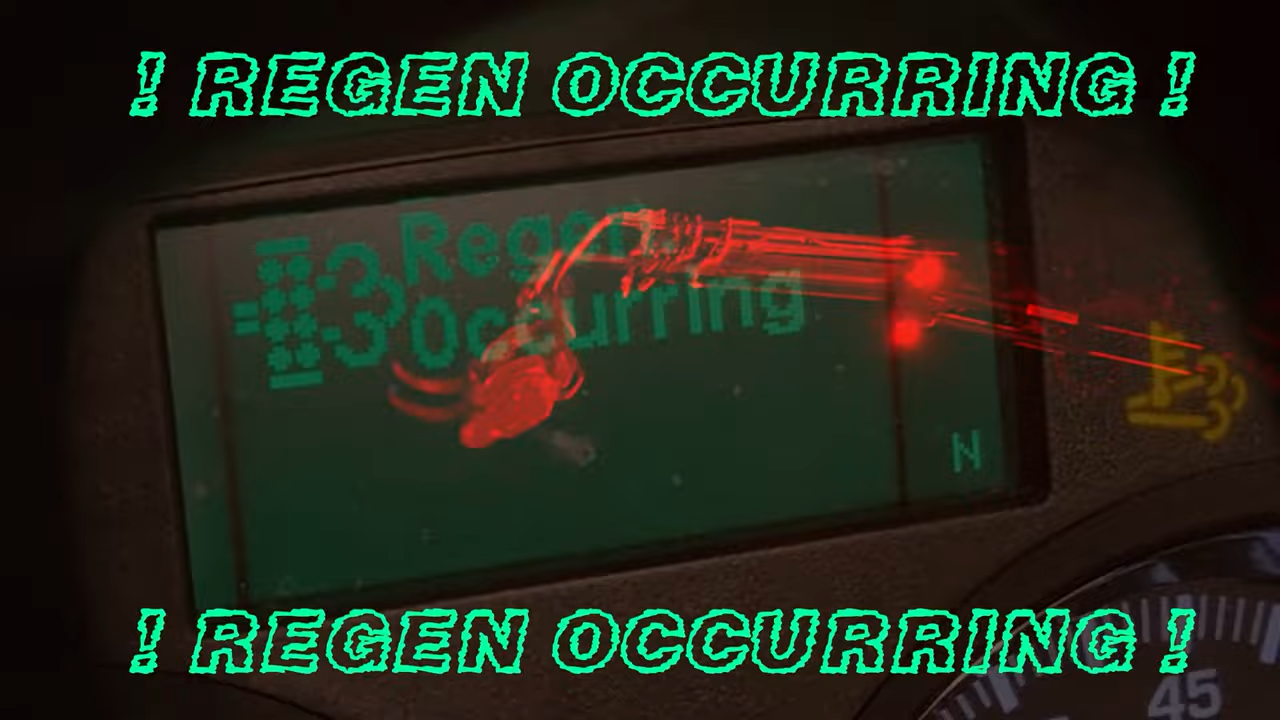 ! REGEN OCCURRING !
Regen
Occurring
N
! REGEN OCCURRING !
45